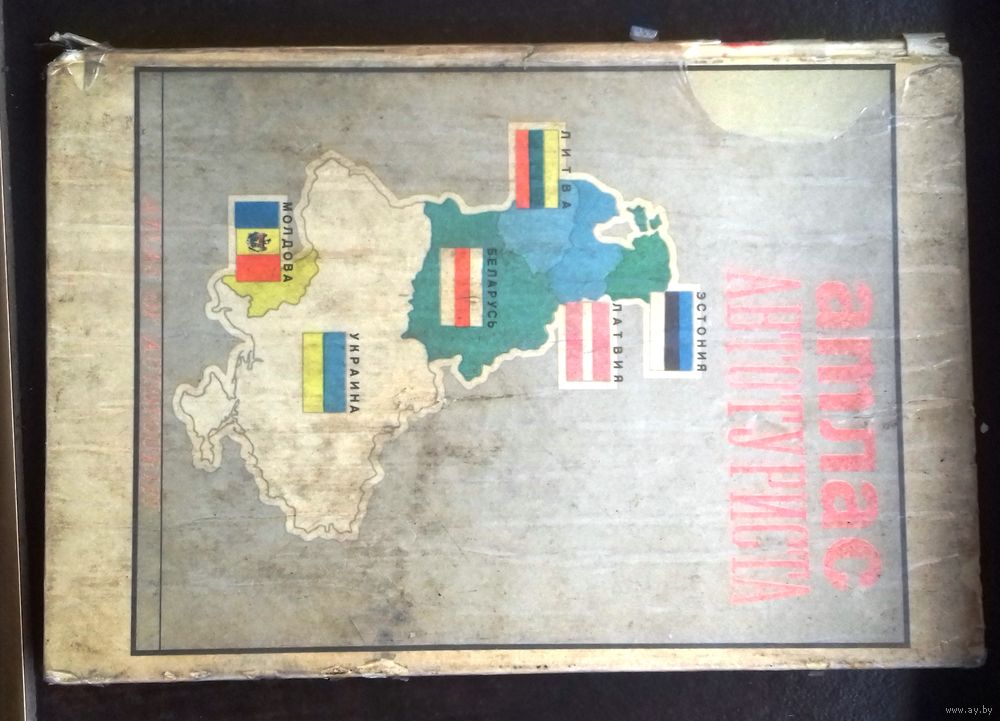 атлас
АВТОТУРИСТА
ЭСТОНИЯ
ЛАТВИЯ
ЛИТВА
БЕЛАРУСЬ
УКРАИНА
МОЛДОВА
www.ay.by